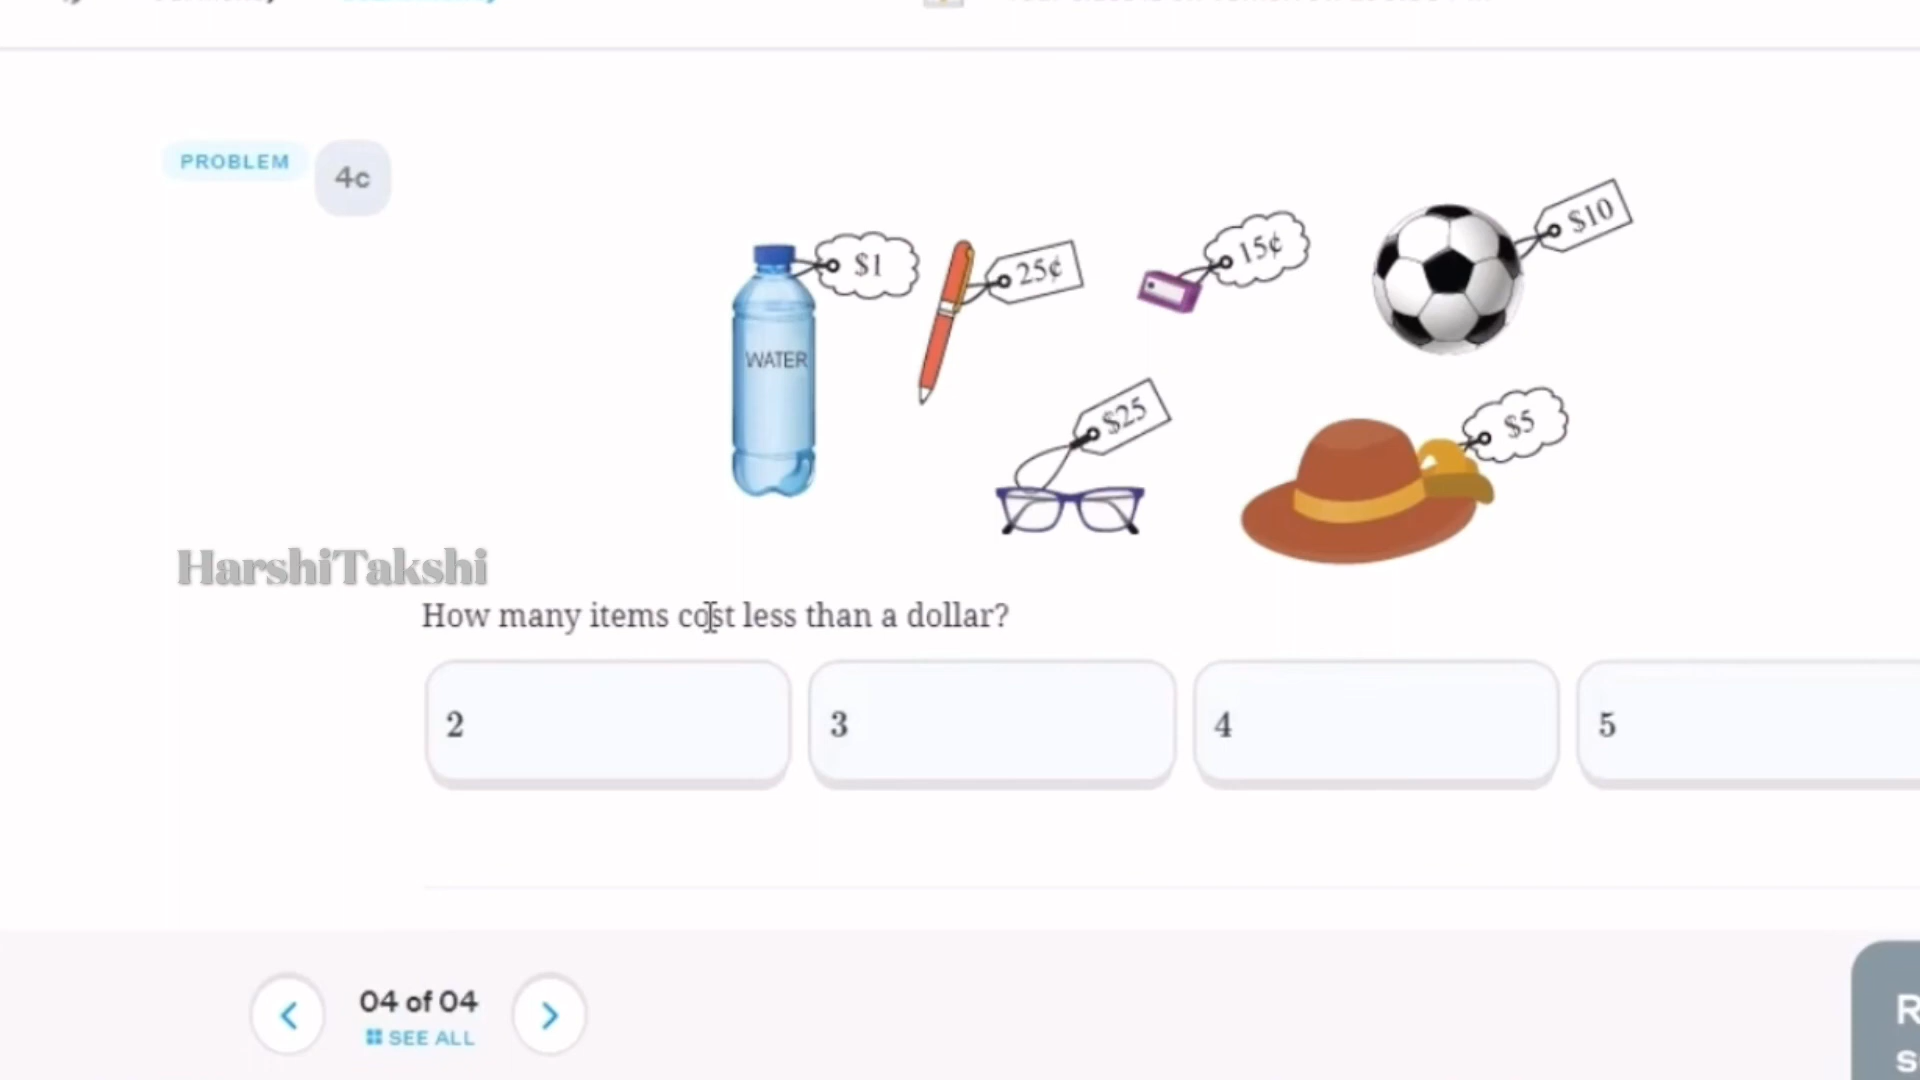 PROBLEM
4c
$1
25¢
15¢
$10
WATER
$25
$5
HarshiTakshi
How many items cost less than a dollar?
2
3
4
5
04 of 04
SEE ALL